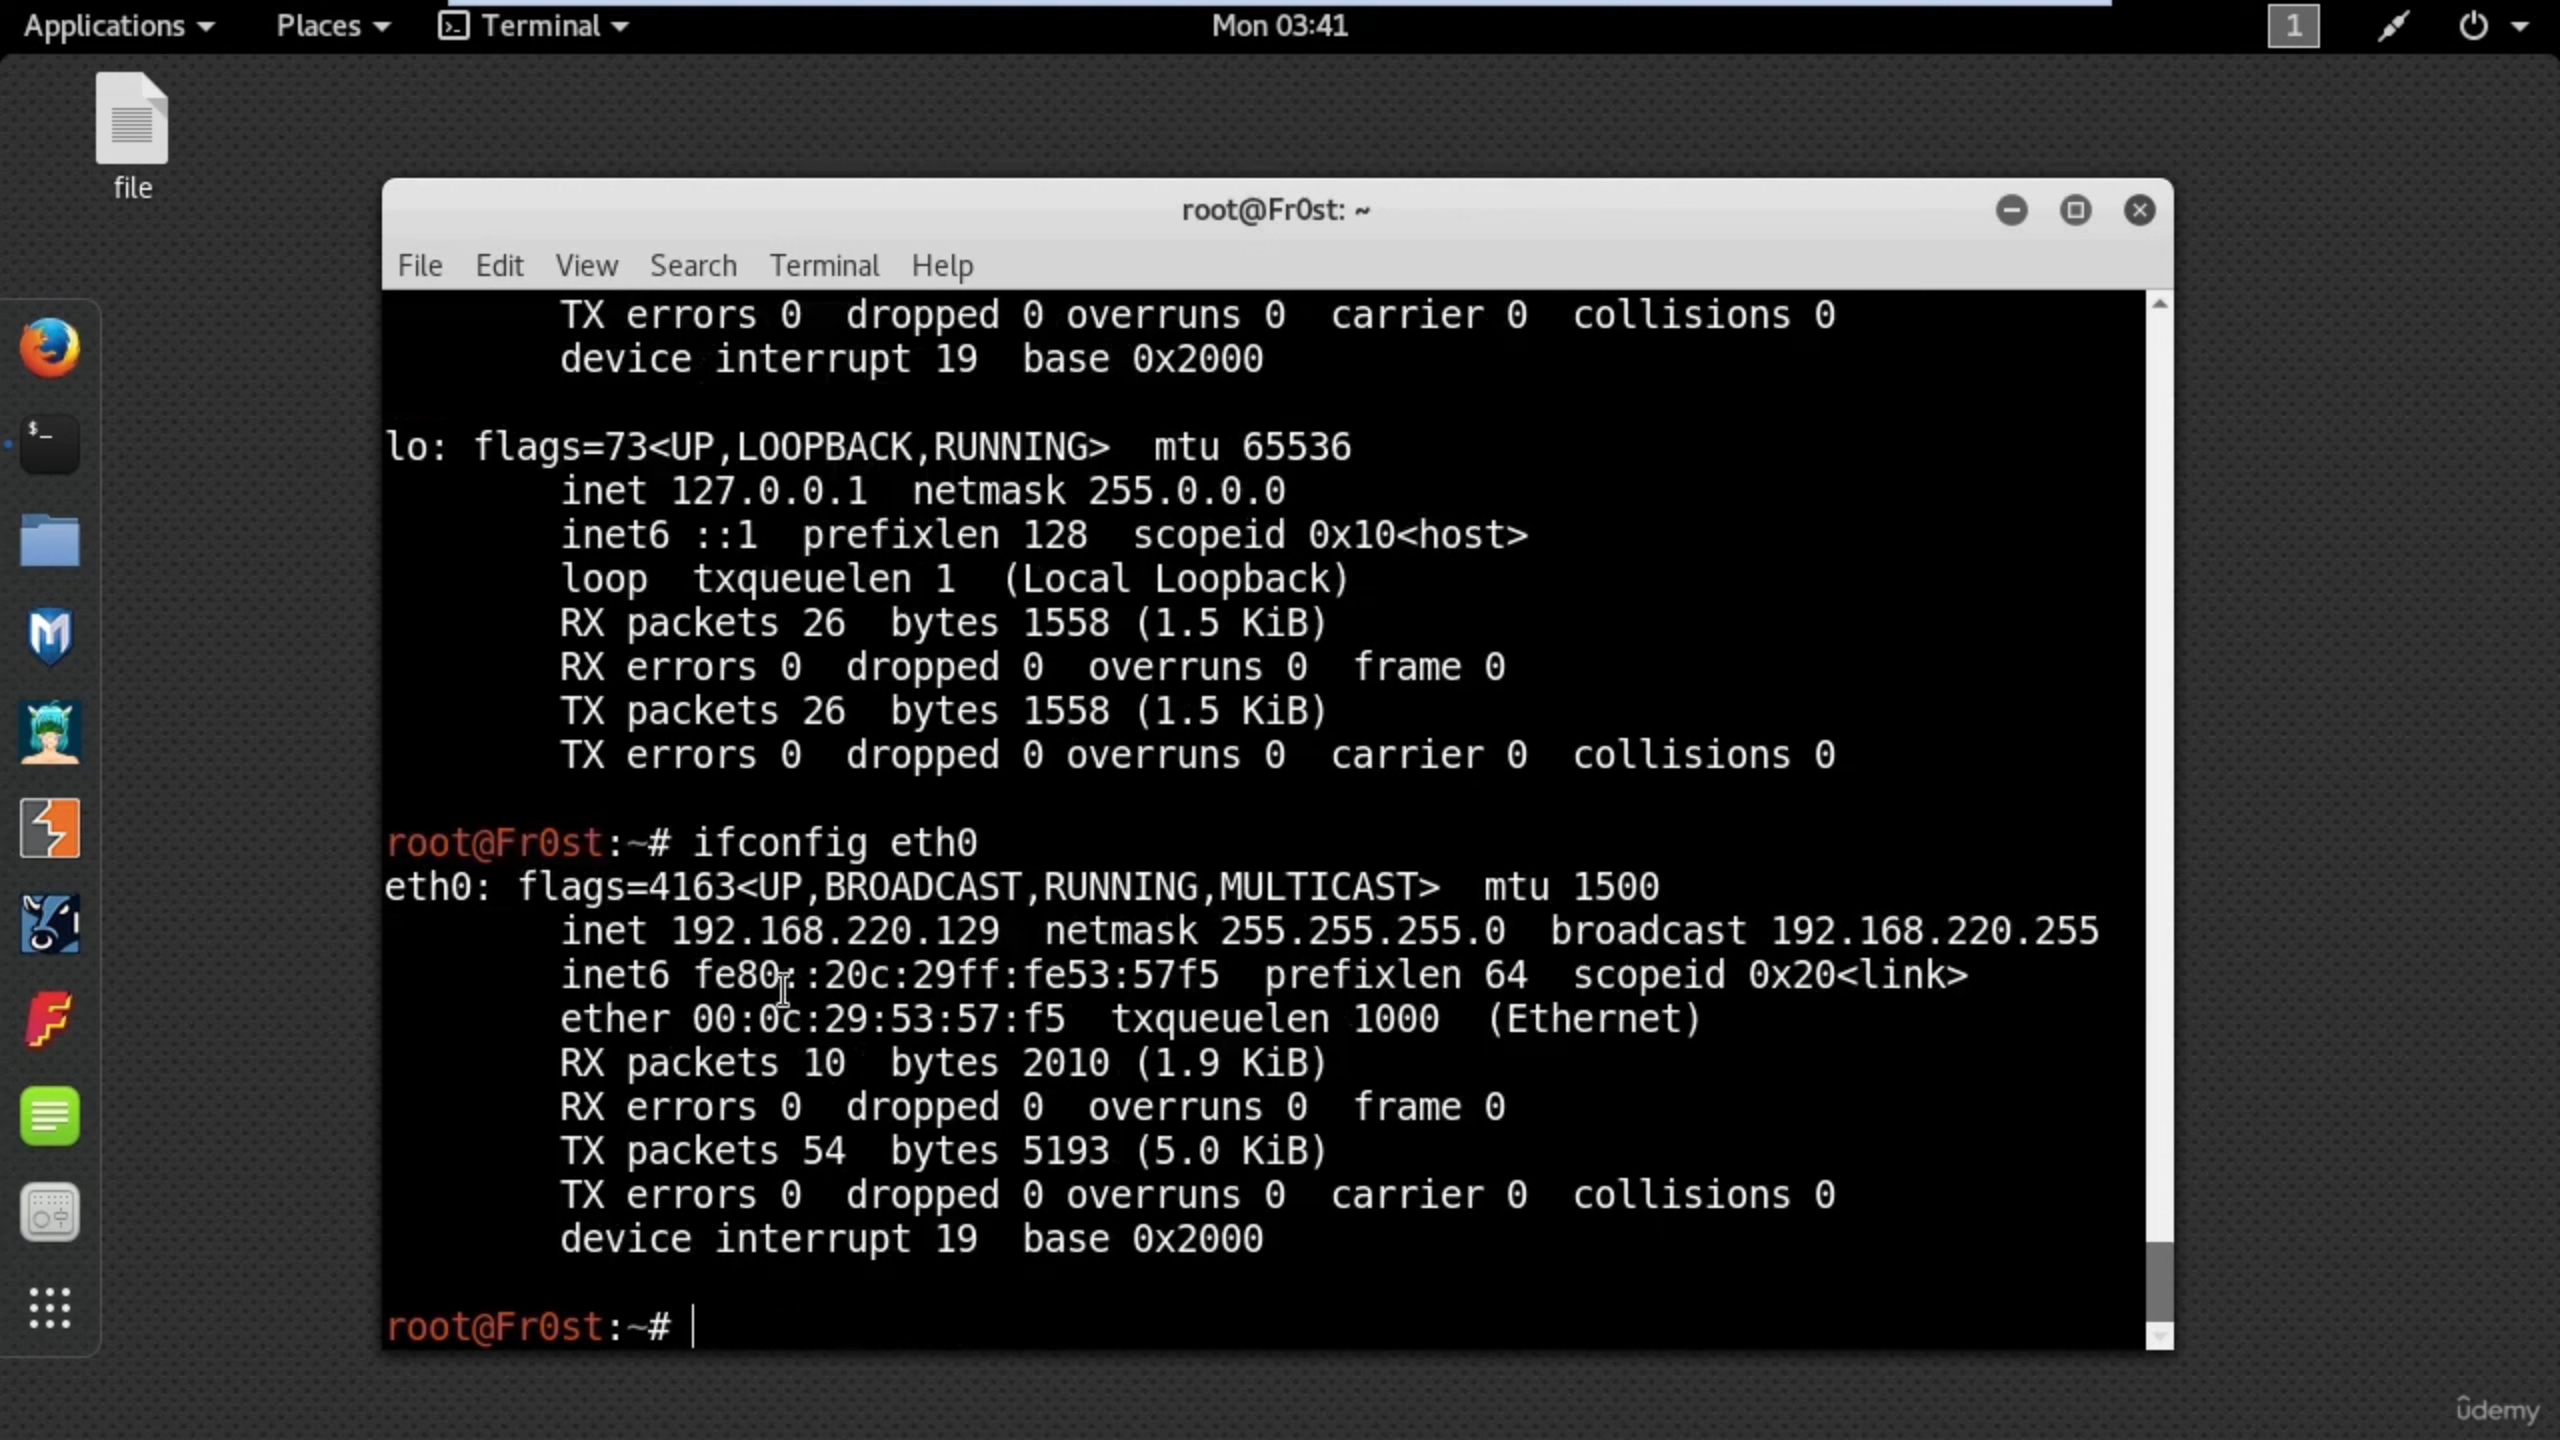 Applications Places Terminal Mon 03:41 1
file
root@Fr0st: ~
File Edit View Search Terminal Help
TX errors 0  dropped 0 overruns 0  carrier 0  collisions 0
device interrupt 19  base 0x2000
lo: flags=73<UP,LOOPBACK,RUNNING>  mtu 65536
inet 127.0.0.1  netmask 255.0.0.0
inet6 ::1  prefixlen 128  scopeid 0x10<host>
loop  txqueuelen 1  (Local Loopback)
RX packets 26  bytes 1558 (1.5 KiB)
RX errors 0  dropped 0  overruns 0  frame 0
TX packets 26  bytes 1558 (1.5 KiB)
TX errors 0  dropped 0 overruns 0  carrier 0  collisions 0
root@Fr0st:~# ifconfig eth0
eth0: flags=4163<UP,BROADCAST,RUNNING,MULTICAST>  mtu 1500
inet 192.168.220.129  netmask 255.255.255.0  broadcast 192.168.220.255
inet6 fe80::20c:29ff:fe53:57f5  prefixlen 64  scopeid 0x20<link>
ether 00:0c:29:53:57:f5  txqueuelen 1000  (Ethernet)
RX packets 10  bytes 2010 (1.9 KiB)
RX errors 0  dropped 0  overruns 0  frame 0
TX packets 54  bytes 5193 (5.0 KiB)
TX errors 0  dropped 0 overruns 0  carrier 0  collisions 0
device interrupt 19  base 0x2000
root@Fr0st:~#
ûdemy